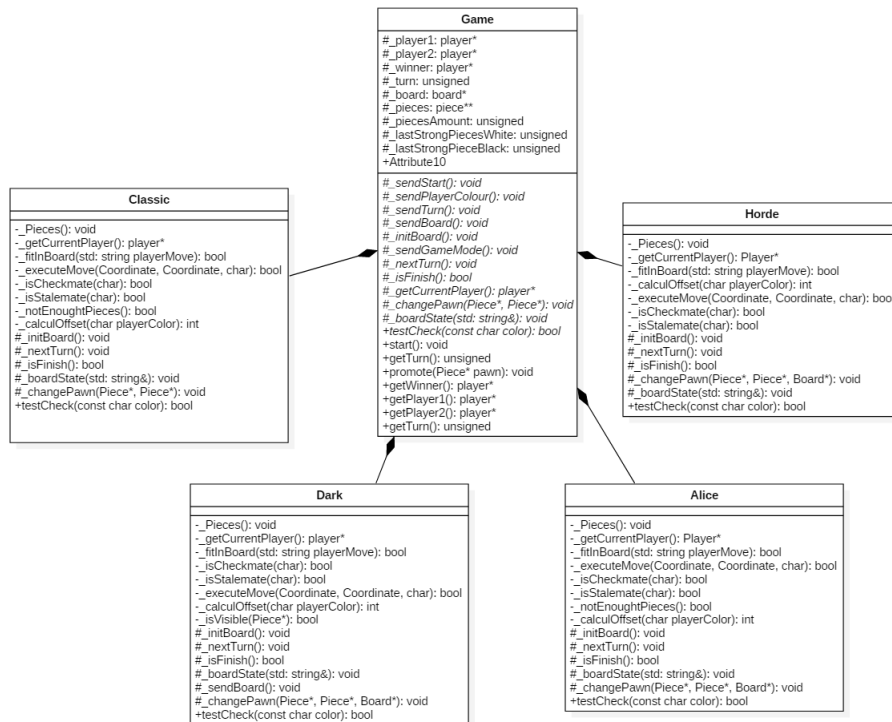 Game
#_player1: player*
#_player2: player*
#_winner: player*
#_turn: unsigned
#_board: board*
#_pieces: piece**
#_piecesAmount: unsigned
#_lastStrongPiecesWhite: unsigned
#_lastStrongPieceBlack: unsigned
+Attribute10
#_sendStart(): void
#_sendPlayerColour(): void
#_sendTurn(): void
#_sendBoard(): void
#_initBoard(): void
#_sendGameMode(): void
#_nextTurn(): void
#_isFinish(): bool
#_getCurrentPlayer(): player*
#_changePawn(Piece*, Piece*): void
#_boardState(std: string&): void
+testCheck(const char color): bool
+start(): void
+getTurn(): unsigned
+promote(Piece* pawn): void
+getWinner(): player*
+getPlayer1(): player*
+getPlayer2(): player*
+getTurn(): unsigned
Classic
-_Pieces(): void
-_getCurrentPlayer(): player*
-_fitInBoard(std: string playerMove): bool
-_executeMove(Coordinate, Coordinate, char): bool
-_isCheckmate(char): bool
-_isStalemate(char): bool
-_notEnoughtPieces(): bool
-_calculOffset(char playerColor): int
#_initBoard(): void
#_nextTurn(): void
#_isFinish(): bool
#_boardState(std: string&): void
#_changePawn(Piece*, Piece*): void
+testCheck(const char color): bool
Horde
-_Pieces(): void
-_getCurrentPlayer(): Player*
-_fitInBoard(std: string playerMove): bool
-_calculOffset(char playerColor): int
-_executeMove(Coordinate, Coordinate, char): bool
-_isCheckmate(char): bool
-_isStalemate(char): bool
#_initBoard(): void
#_nextTurn(): void
#_isFinish(): bool
#_changePawn(Piece*, Piece*, Board*): void
#_boardState(std: string&): void
+testCheck(const char color): bool
Dark
-_Pieces(): void
-_getCurrentPlayer(): player*
-_fitInBoard(std: string playerMove): bool
-_isCheckmate(char): bool
-_isStalemate(char): bool
-_executeMove(Coordinate, Coordinate, char): bool
-_calculOffset(char playerColor): int
-_isVisible(Piece*): bool
#_initBoard(): void
#_nextTurn(): void
#_isFinish(): bool
#_boardState(std: string&): void
#_sendBoard(): void
#_changePawn(Piece*, Piece*, Board*): void
+testCheck(const char color): bool
Alice
-_Pieces(): void
-_getCurrentPlayer(): Player*
-_fitInBoard(std: string playerMove): bool
-_executeMove(Coordinate, Coordinate, char): bool
-_isCheckmate(char): bool
-_isStalemate(char): bool
-_notEnoughtPieces(): bool
-_calculOffset(char playerColor): int
#_initBoard(): void
#_nextTurn(): void
#_isFinish(): bool
#_boardState(std: string&): void
#_changePawn(Piece*, Piece*, Board*): void
+testCheck(const char color): bool